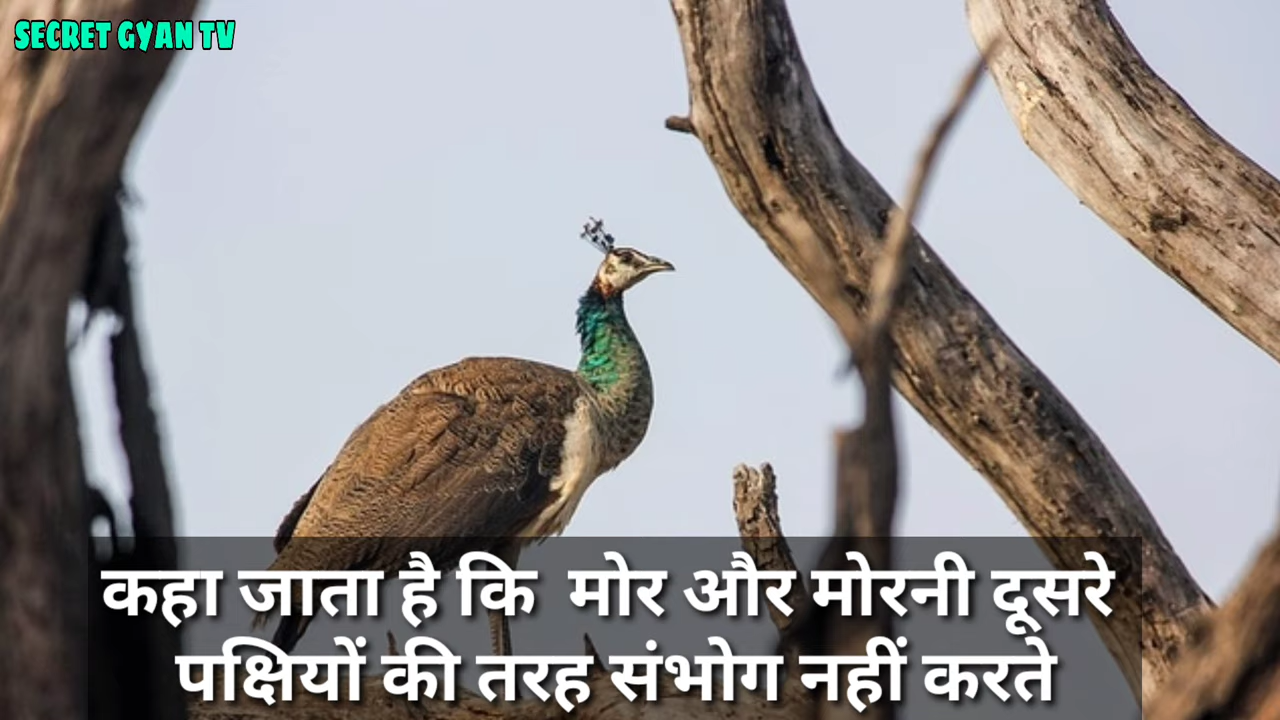 SECRET GYAN TV
कहा जाता है कि मोर और मोरनी दूसरे
पक्षियों की तरह संभोग नहीं करते